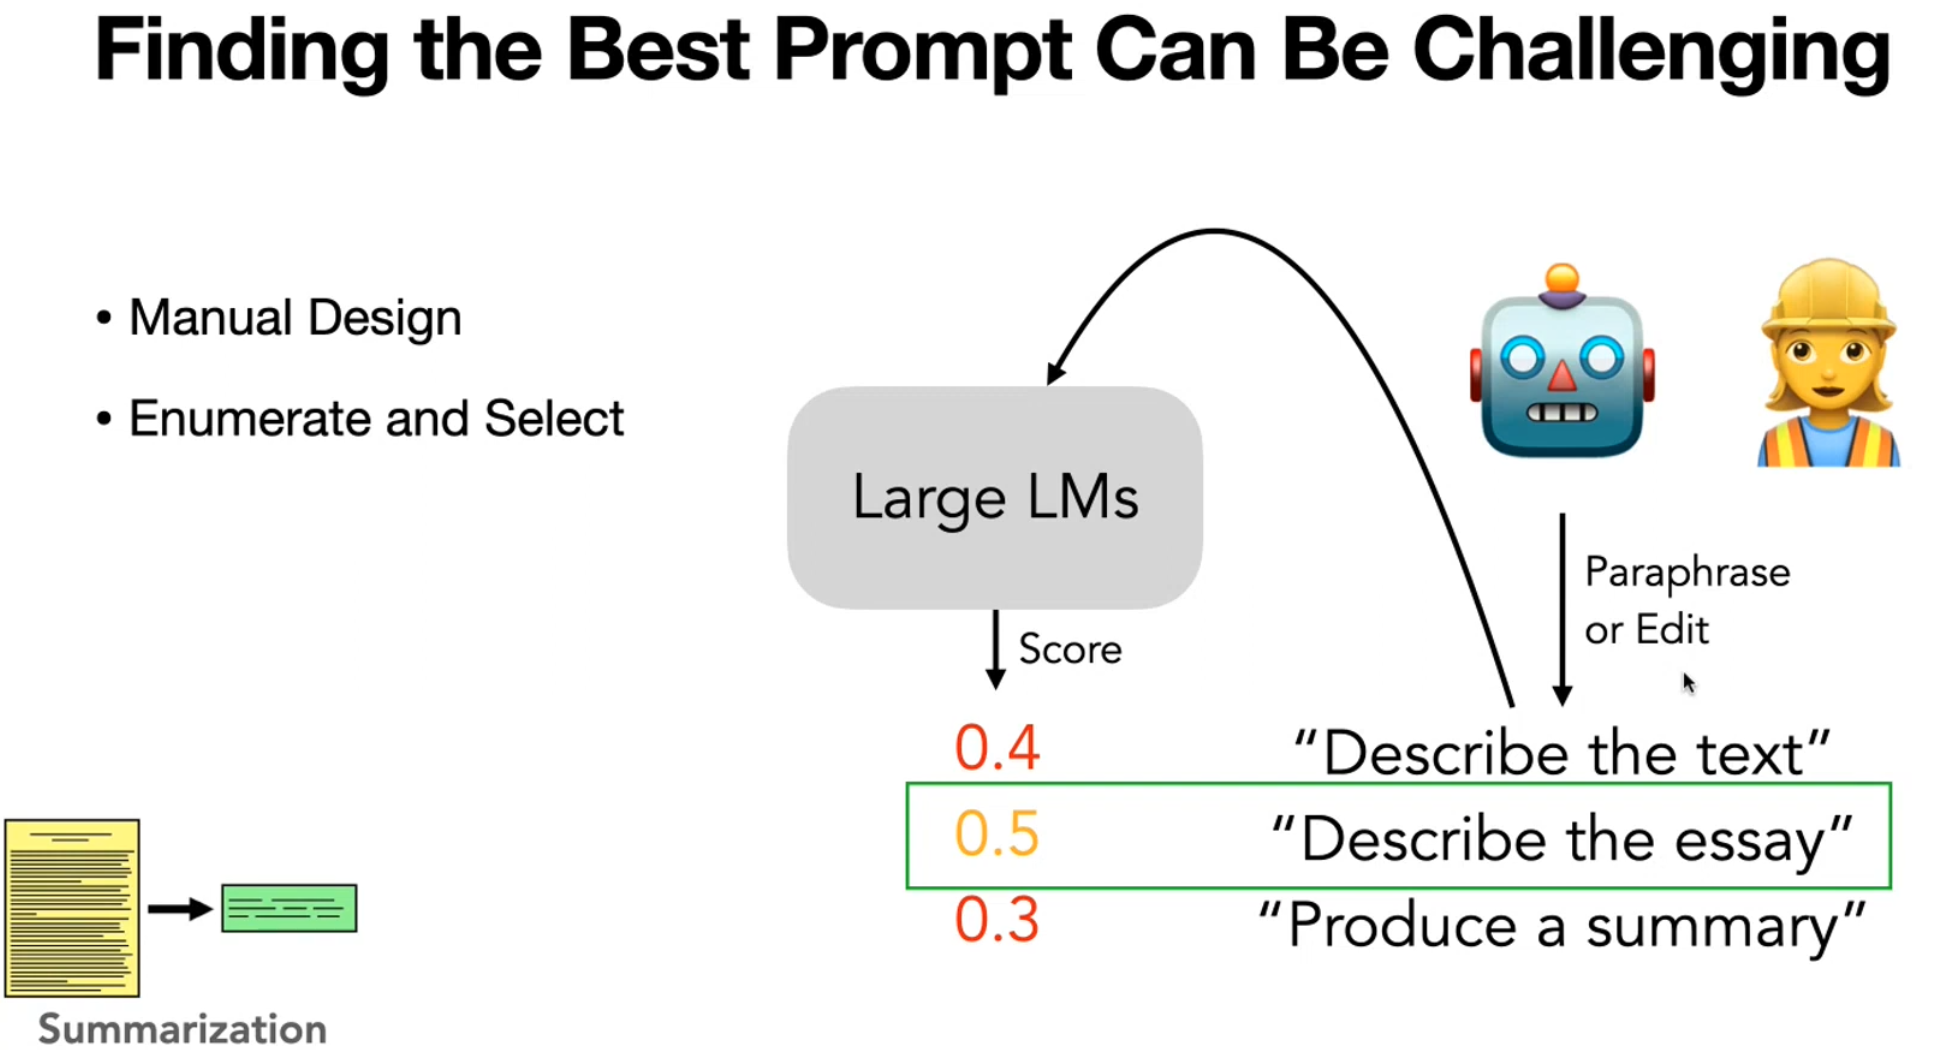 Finding the Best Prompt Can Be Challenging
• Manual Design
• Enumerate and Select
Large LMs
Score
Paraphrase
or Edit
0.4 “Describe the text”
0.5 “Describe the essay”
0.3 “Produce a summary”
Summarization